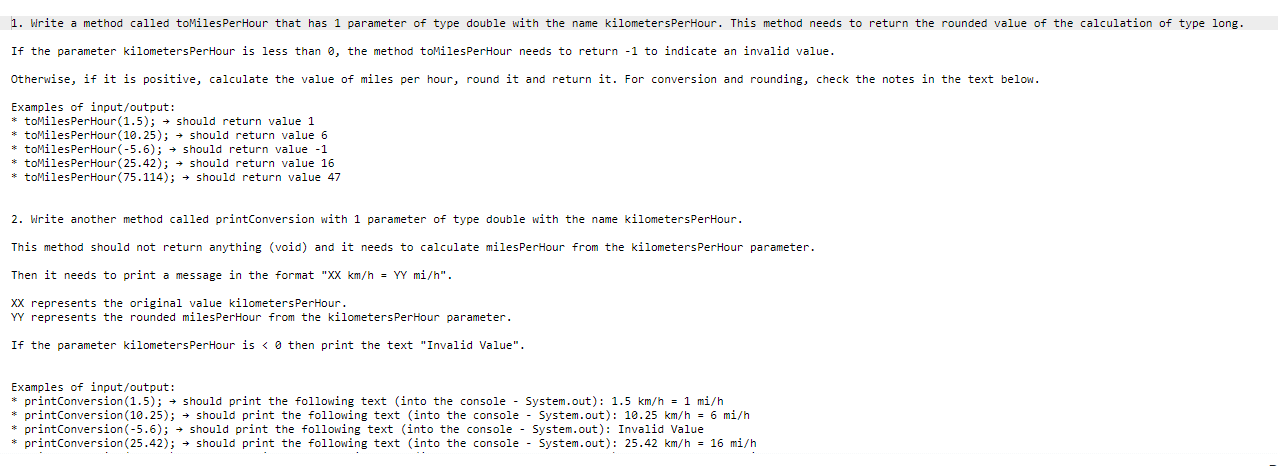 1. Write a method called toMilesPerHour that has 1 parameter of type double with the name kilometersPerHour. This method needs to return the rounded value of the calculation of type long.
If the parameter kilometersPerHour is less than 0, the method toMilesPerHour needs to return -1 to indicate an invalid value.
Otherwise, if it is positive, calculate the value of miles per hour, round it and return it. For conversion and rounding, check the notes in the text below.
Examples of input/output:
* toMilesPerHour(1.5); → should return value 1
* toMilesPerHour(10.25); → should return value 6
* toMilesPerHour(-5.6); → should return value -1
* toMilesPerHour(25.42); → should return value 16
* toMilesPerHour(75.114); → should return value 47
2. Write another method called printConversion with 1 parameter of type double with the name kilometersPerHour.
This method should not return anything (void) and it needs to calculate milesPerHour from the kilometersPerHour parameter.
Then it needs to print a message in the format "XX km/h = YY mi/h".
XX represents the original value kilometersPerHour.
YY represents the rounded milesPerHour from the kilometersPerHour parameter.
If the parameter kilometersPerHour is < 0 then print the text "Invalid Value".
Examples of input/output:
* printConversion(1.5); → should print the following text (into the console - System.out): 1.5 km/h = 1 mi/h
* printConversion(10.25); → should print the following text (into the console - System.out): 10.25 km/h = 6 mi/h
* printConversion(-5.6); → should print the following text (into the console - System.out): Invalid Value
* printConversion(25.42); → should print the following text (into the console - System.out): 25.42 km/h = 16 mi/h